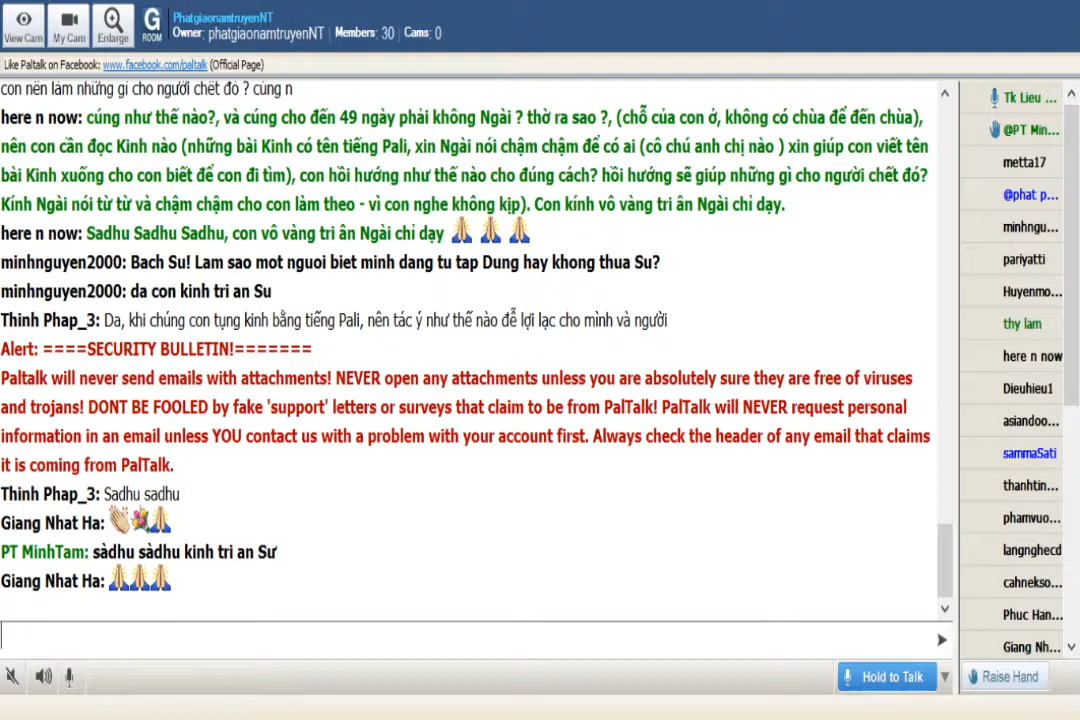 PhatgiaonamtruyenNT
Owner: phatgiaonamtruyenNT Members: 30 Cams: 0
View Cam My Cam Enlarge G ROOM
Like Paltalk on Facebook: www.facebook.com/paltalk (Official Page)
con nên làm những gì cho người chết đó ? cúng n
here n now: cúng như thế nào?, và cúng cho đến 49 ngày phải không Ngài ? thờ ra sao ?, (chỗ của con ở, không có chùa để đến chùa),
nên con cần đọc Kinh nào (những bài Kinh có tên tiếng Pali, xin Ngài nói chậm chậm để có ai (cô chú anh chị nào ) xin giúp con viết tên
bài Kinh xuống cho con biết để con đi tìm), con hồi hướng như thế nào cho đúng cách? hồi hướng sẽ giúp những gì cho người chết đó?
Kính Ngài nói từ từ và chậm chậm cho con làm theo - vì con nghe không kịp). Con kính vô vàng tri ân Ngài chỉ dạy.
here n now: Sadhu Sadhu Sadhu, con vô vàng tri ân Ngài chỉ dạy
minhnguyen2000: Bach Su! Lam sao mot nguoi biet minh dang tu tap Dung hay khong thua Su?
minhnguyen2000: da con kinh tri an Su
Thinh Phap_3: Da, khi chúng con tụng kinh bằng tiếng Pali, nên tác ý như thế nào để lợi lạc cho mình và người
Alert: ====SECURITY BULLETIN!=======
Paltalk will never send emails with attachments! NEVER open any attachments unless you are absolutely sure they are free of viruses
and trojans! DONT BE FOOLED by fake 'support' letters or surveys that claim to be from PalTalk! PalTalk will NEVER request personal
information in an email unless YOU contact us with a problem with your account first. Always check the header of any email that claims
it is coming from PalTalk.
Thinh Phap_3: Sadhu sadhu
Giang Nhat Ha:
PT MinhTam: sàdhu sàdhu kinh tri an Sư
Giang Nhat Ha:
Tk Lieu ...
@PT Min...
metta17
@phat p...
minhngu...
pariyatti
Huyenmo...
thy lam
here n now
Dieuhieu1
asiandoo...
sammaSati
thanhtin...
phamvuo...
langnghecd
cahnekso...
Phuc Han...
Giang Nh...
Hold to Talk
Raise Hand